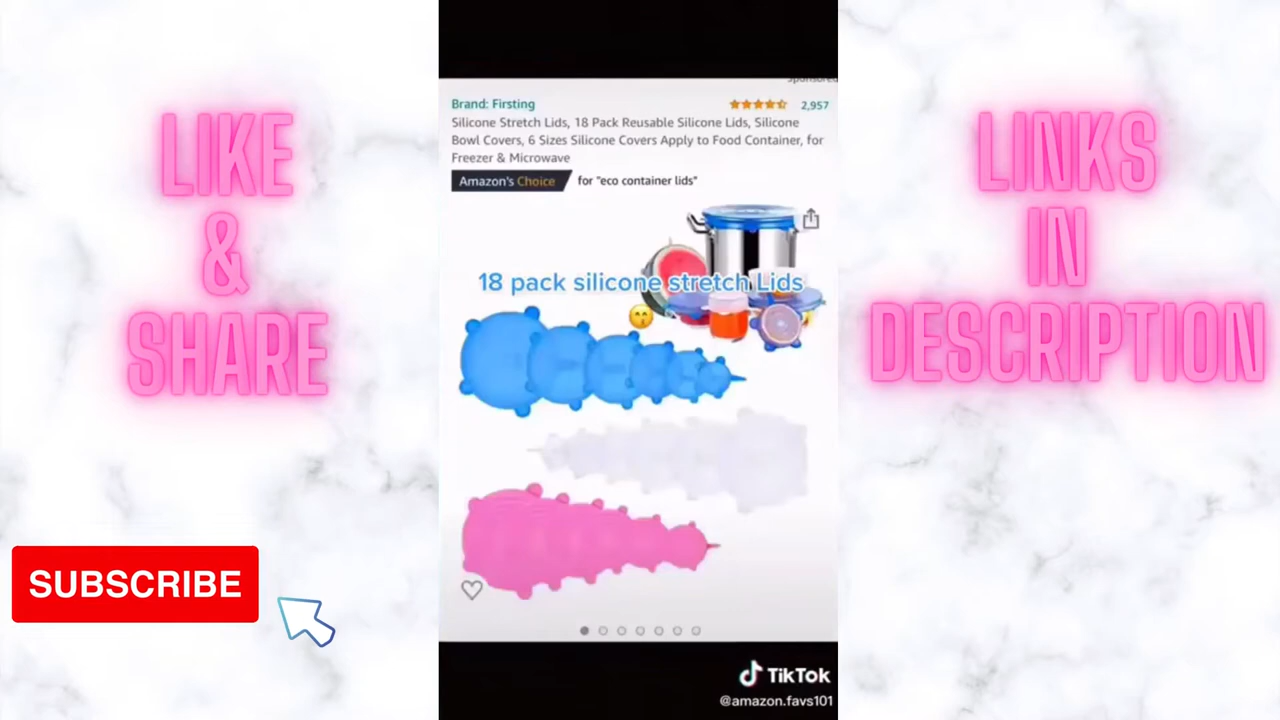 LIKE
&
SHARE
SUBSCRIBE
Sponsored
Brand: Firsting
2,957
Silicone Stretch Lids, 18 Pack Reusable Silicone Lids, Silicone
Bowl Covers, 6 Sizes Silicone Covers Apply to Food Container, for
Freezer & Microwave
Amazon's Choice for "eco container lids"
18 pack silicone stretch Lids
TikTok
@amazon.favs101
LINKS
IN
DESCRIPTION